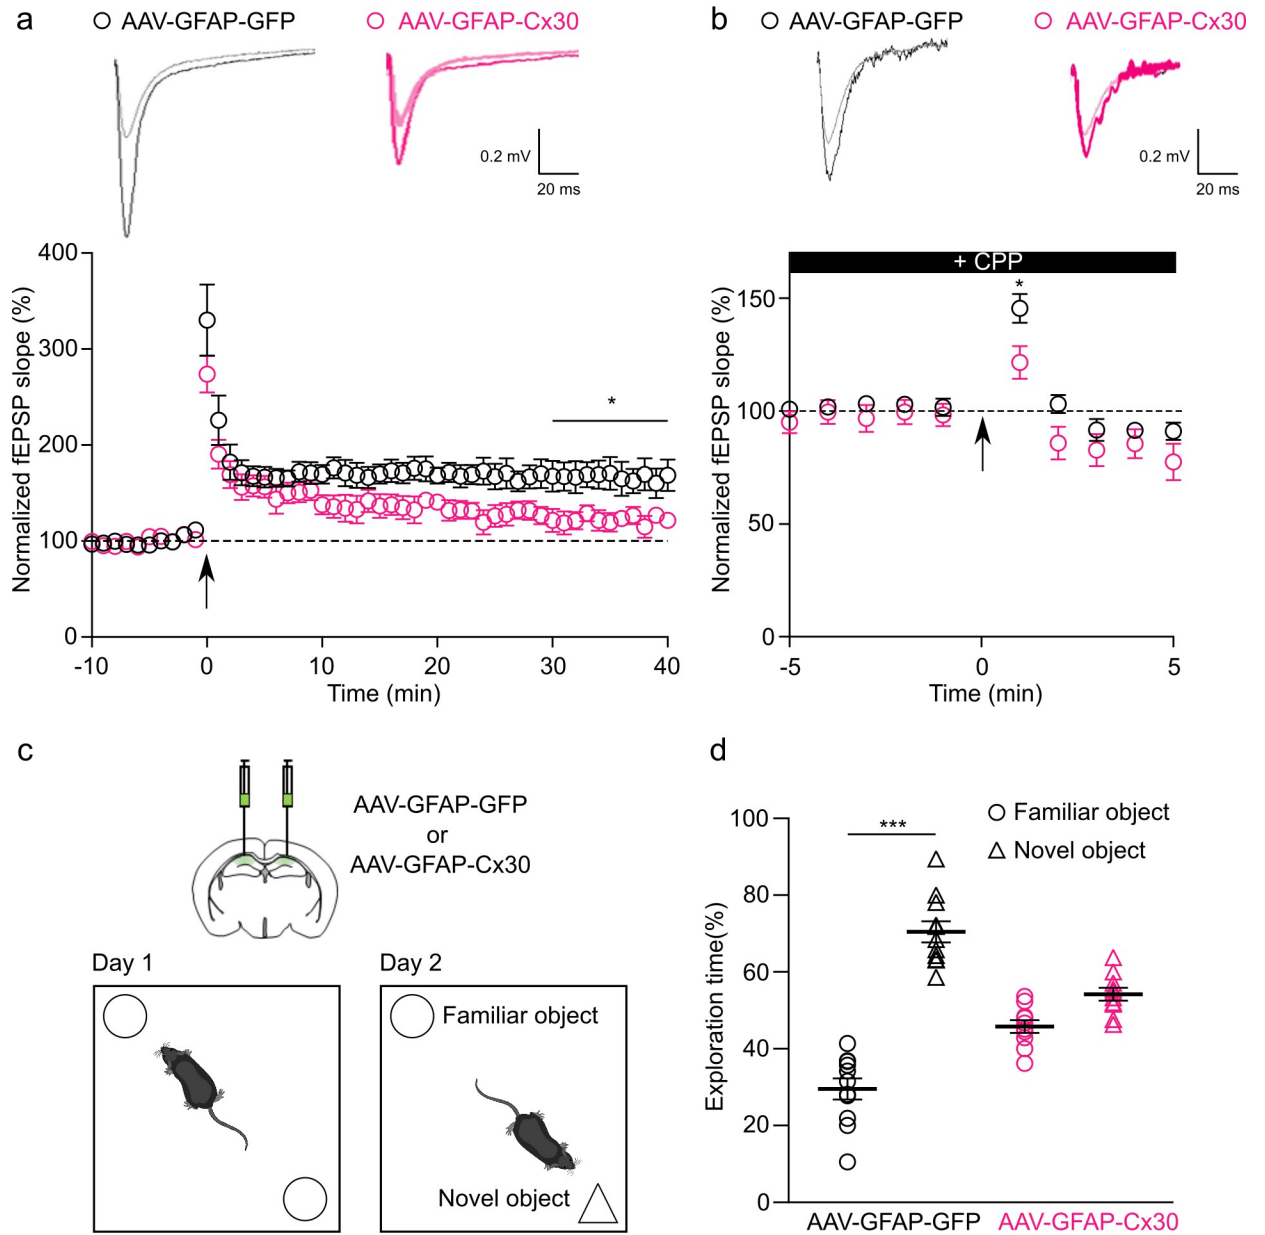 a
AAV-GFAP-GFP
AAV-GFAP-Cx30
0.2 mV
20 ms
Normalized fEPSP slope (%)
400
300
200
100
0
*
-10
0
10
20
30
40
Time (min)
b
AAV-GFAP-GFP
AAV-GFAP-Cx30
0.2 mV
20 ms
+ CPP
*
Normalized fEPSP slope (%)
150
100
50
0
-5
0
5
Time (min)
c
AAV-GFAP-GFP
or
AAV-GFAP-Cx30
Day 1
Day 2
Familiar object
Novel object
d
Familiar object
Novel object
***
Exploration time(%)
100
80
60
40
20
0
AAV-GFAP-GFP
AAV-GFAP-Cx30